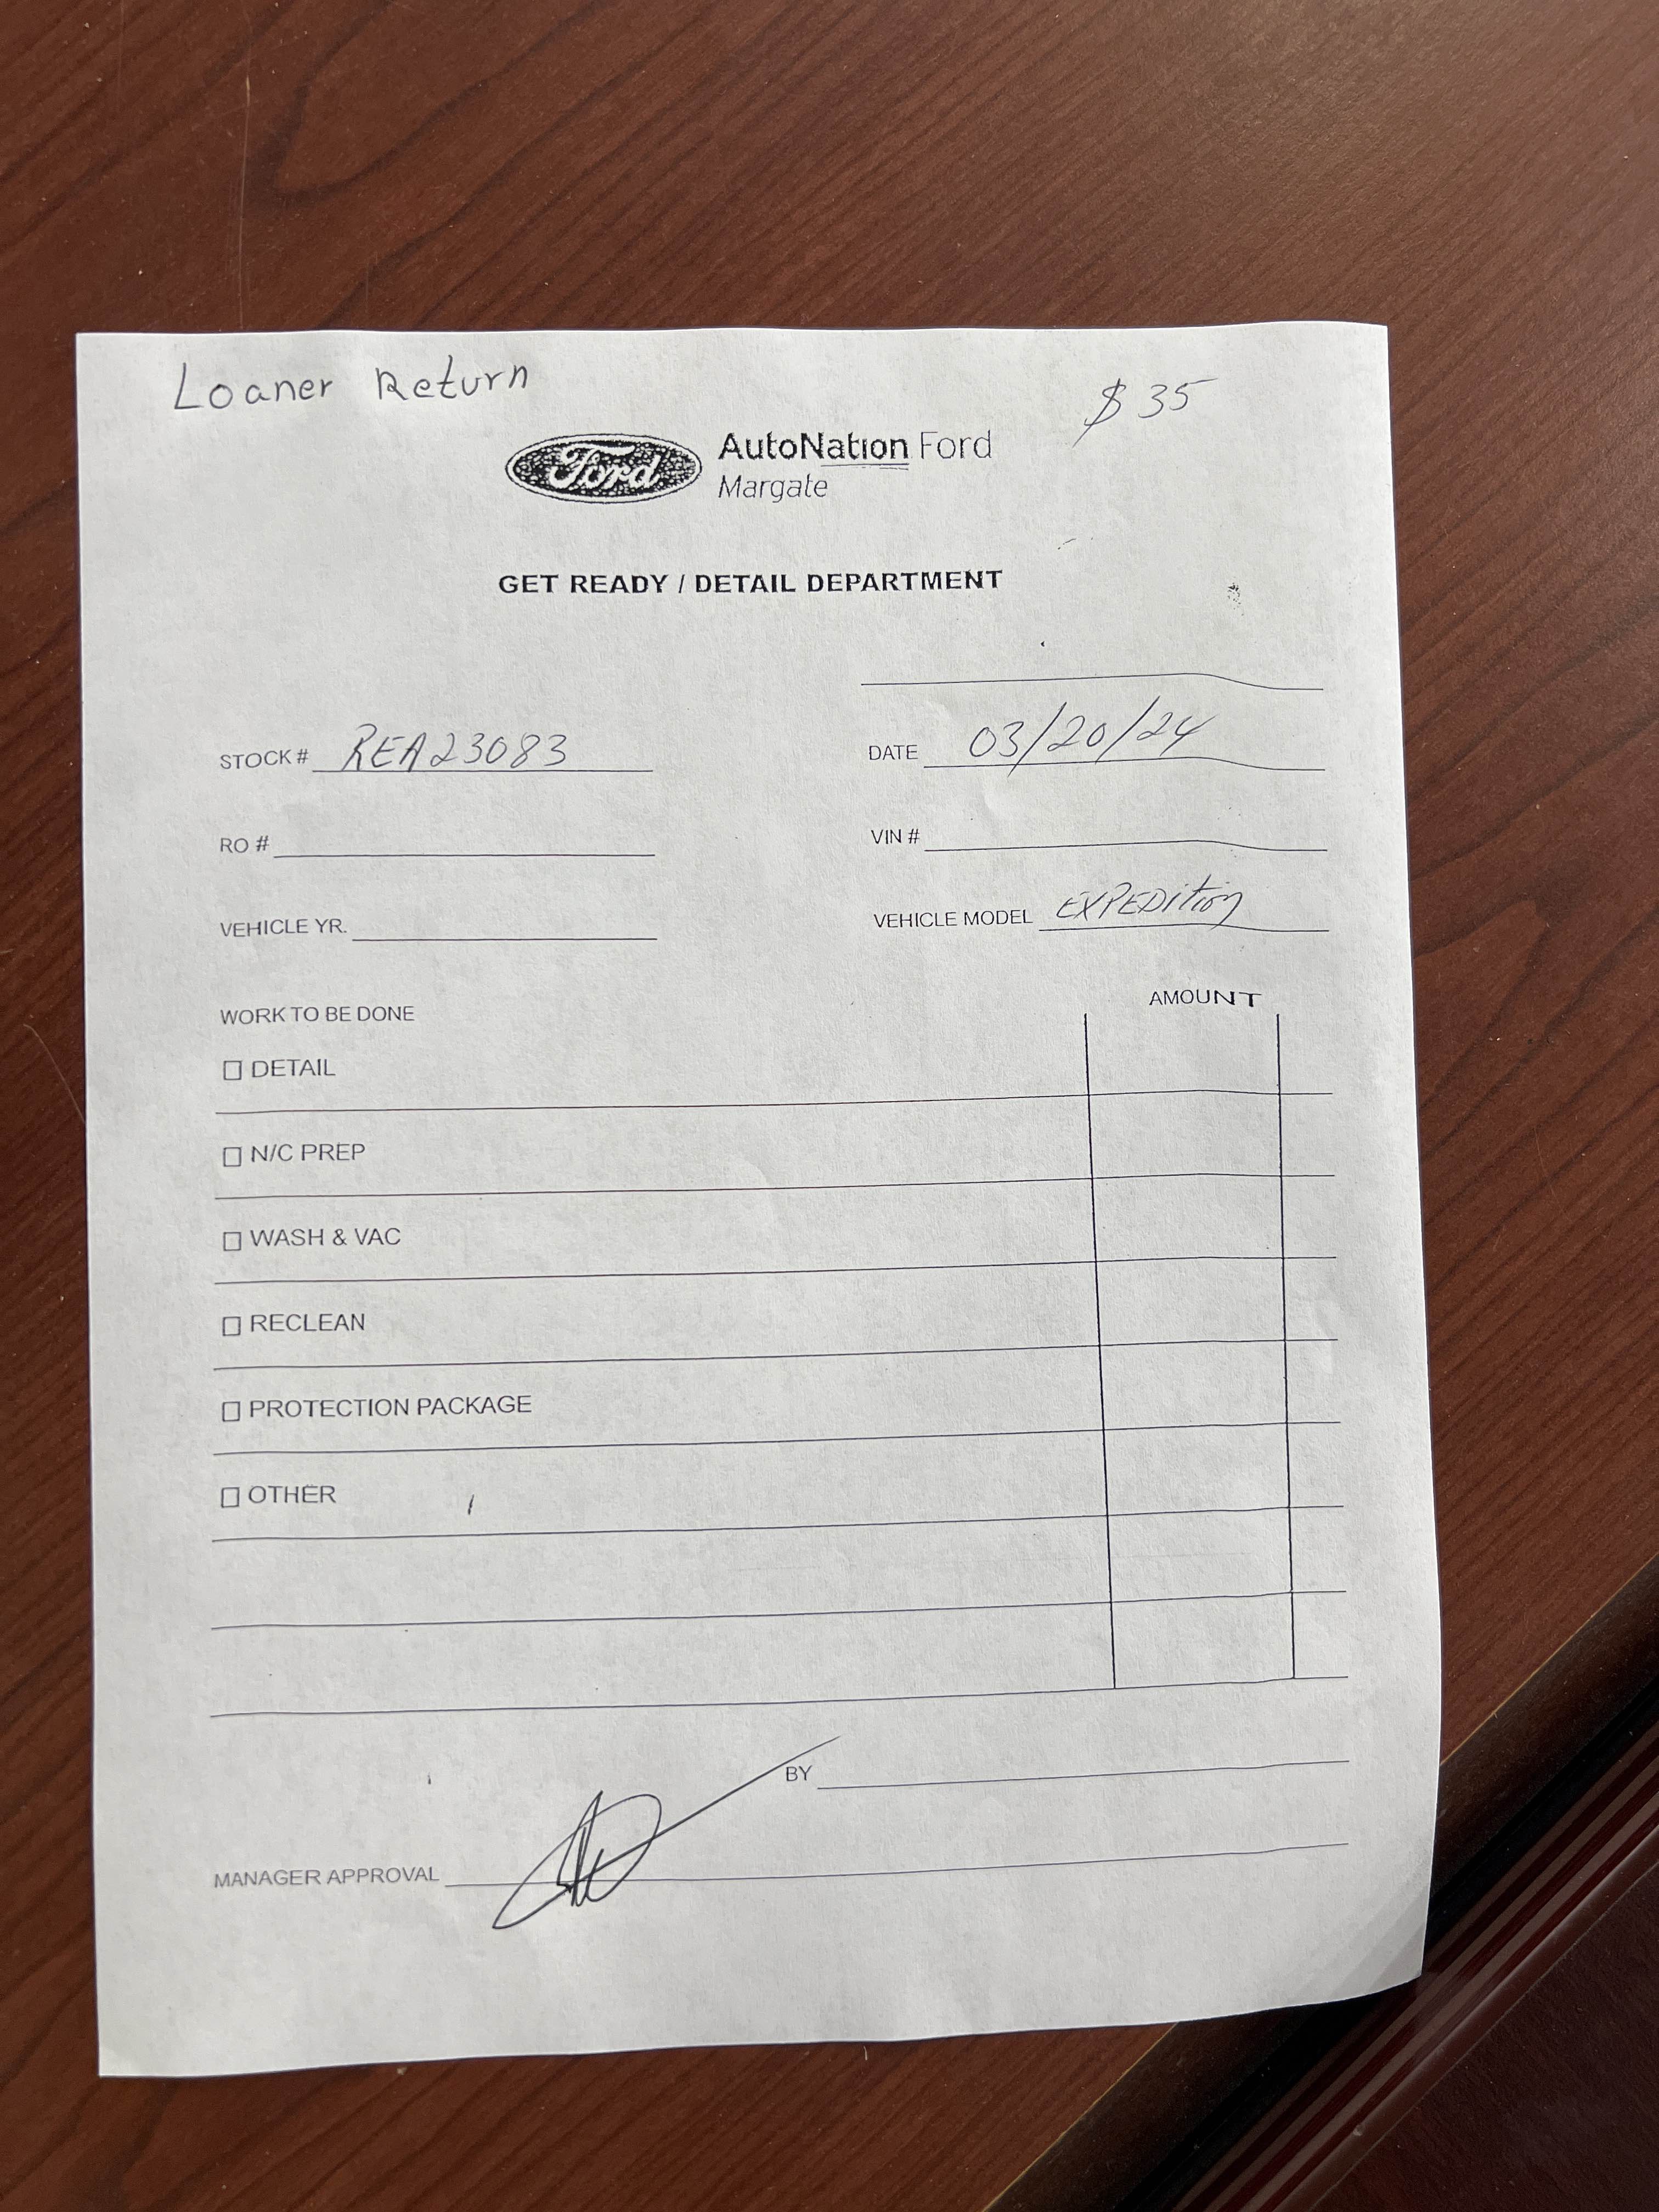 Loaner Return
$35
Ford
AutoNation Ford
Margate
GET READY / DETAIL DEPARTMENT
STOCK # REA23083
DATE 03/20/24
RO #
VIN #
VEHICLE YR.
VEHICLE MODEL EXPEDition
AMOUNT
WORK TO BE DONE
DETAIL
N/C PREP
WASH & VAC
RECLEAN
PROTECTION PACKAGE
OTHER
BY
MANAGER APPROVAL